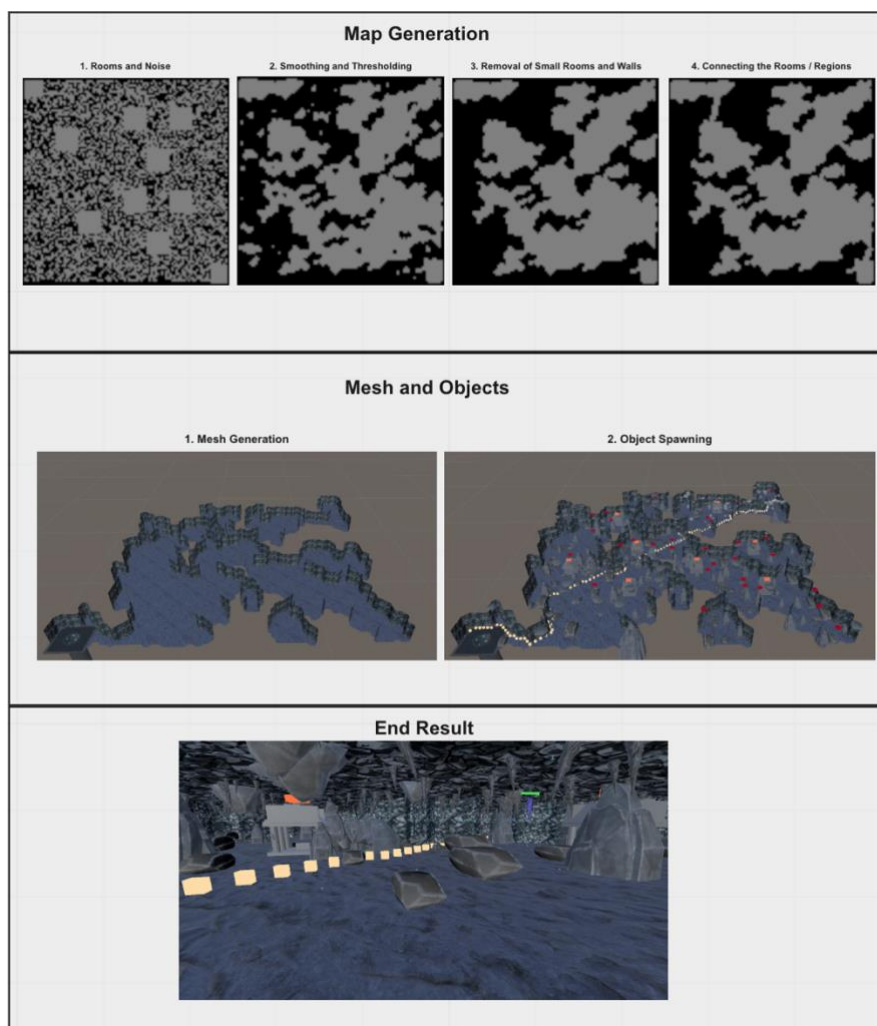 Map Generation
1. Rooms and Noise
2. Smoothing and Thresholding
3. Removal of Small Rooms and Walls
4. Connecting the Rooms / Regions
Mesh and Objects
1. Mesh Generation
2. Object Spawning
End Result